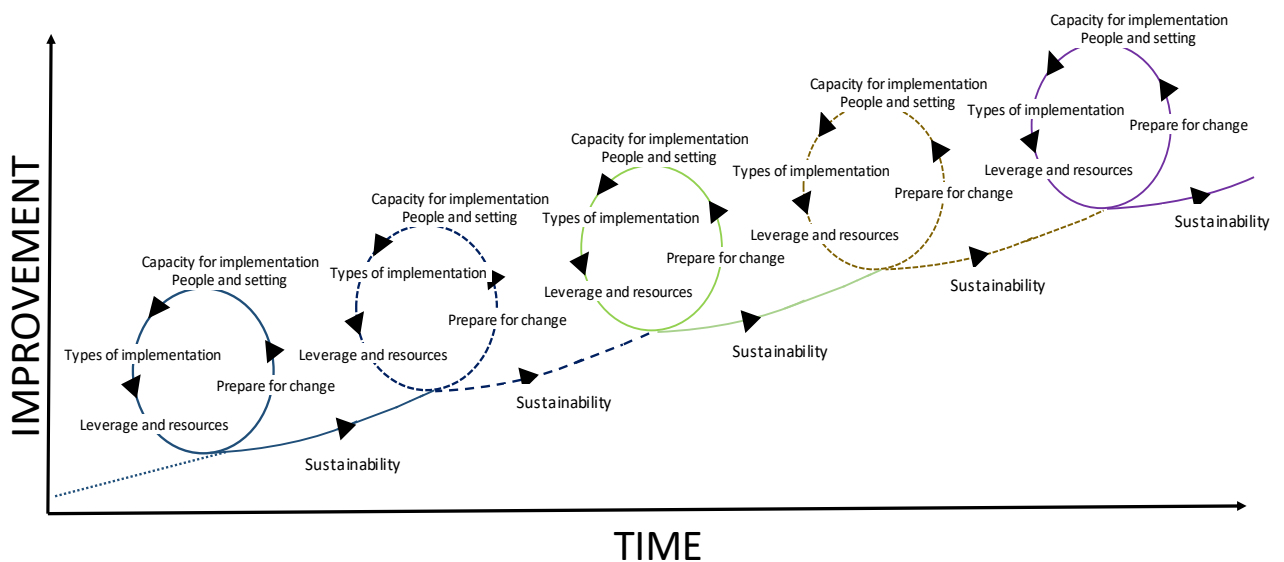 IMPROVEMENT
Capacity for implementation
People and setting
Types of implementation
Prepare for change
Leverage and resources
Sustainability
Capacity for implementation
People and setting
Types of implementation
Prepare for change
Leverage and resources
Sustainability
Capacity for implementation
People and setting
Types of implementation
Prepare for change
Leverage and resources
Sustainability
Capacity for implementation
People and setting
Types of implementation
Prepare for change
Leverage and resources
Sustainability
Capacity for implementation
People and setting
Types of implementation
Prepare for change
Leverage and resources
Sustainability
TIME